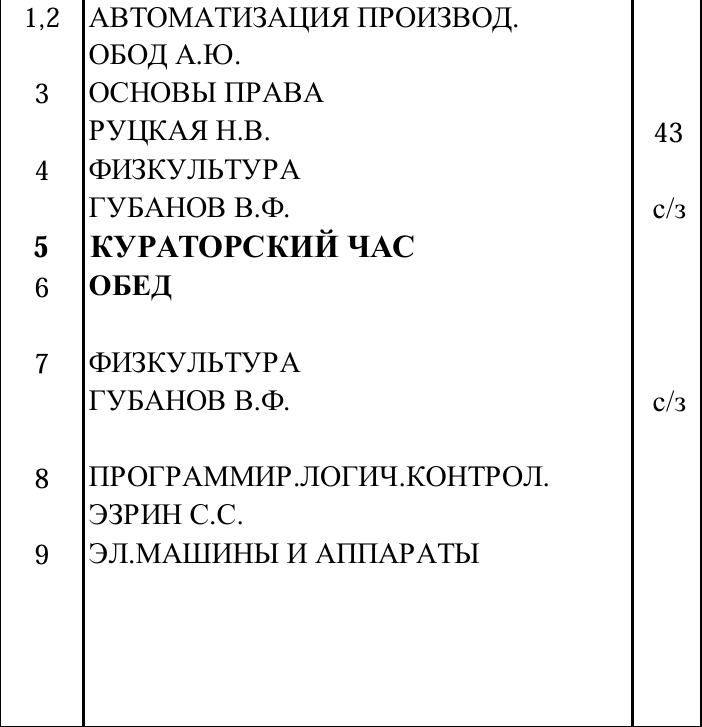 1,2 АВТОМАТИЗАЦИЯ ПРОИЗВОД.
ОБОД А.Ю.
3 ОСНОВЫ ПРАВА
РУЦКАЯ Н.В. 43
4 ФИЗКУЛЬТУРА
ГУБАНОВ В.Ф. с/з
5 КУРАТОРСКИЙ ЧАС
6 ОБЕД
7 ФИЗКУЛЬТУРА
ГУБАНОВ В.Ф. с/з
8 ПРОГРАММИР.ЛОГИЧ.КОНТРОЛ.
ЭЗРИН С.С.
9 ЭЛ.МАШИНЫ И АППАРАТЫ